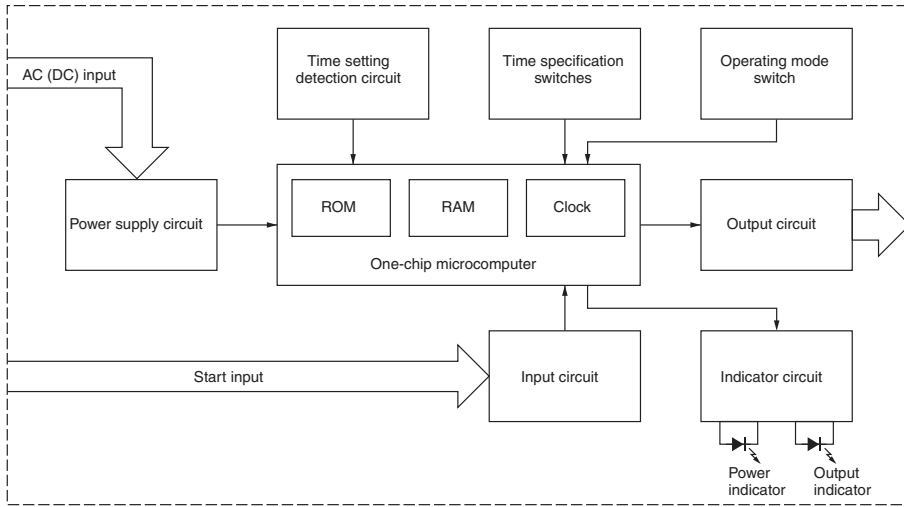 AC (DC) input
Time setting
detection circuit
Time specification
switches
Operating mode
switch
Power supply circuit
ROM
RAM
Clock
One-chip microcomputer
Output circuit
Start input
Input circuit
Indicator circuit
Power
indicator
Output
indicator